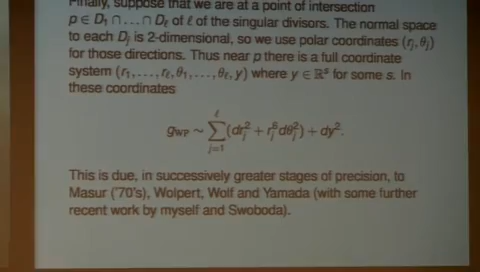 Finally, suppose that we are at a point of intersection
p ∈ D₁ ∩ … ∩ Dℓ of ℓ of the singular divisors. The normal space
to each Dⱼ is 2-dimensional, so we use polar coordinates (rⱼ, θⱼ)
for those directions. Thus near p there is a full coordinate
system (r₁, …, rℓ, θ₁, …, θℓ, y) where y ∈ ℝˢ for some s. In
these coordinates
g_WP ∼ ∑_{j=1}^{ℓ} (drⱼ² + rⱼ⁶dθⱼ²) + dy².
This is due, in successively greater stages of precision, to
Masur ('70's), Wolpert, Wolf and Yamada (with some further
recent work by myself and Swoboda).